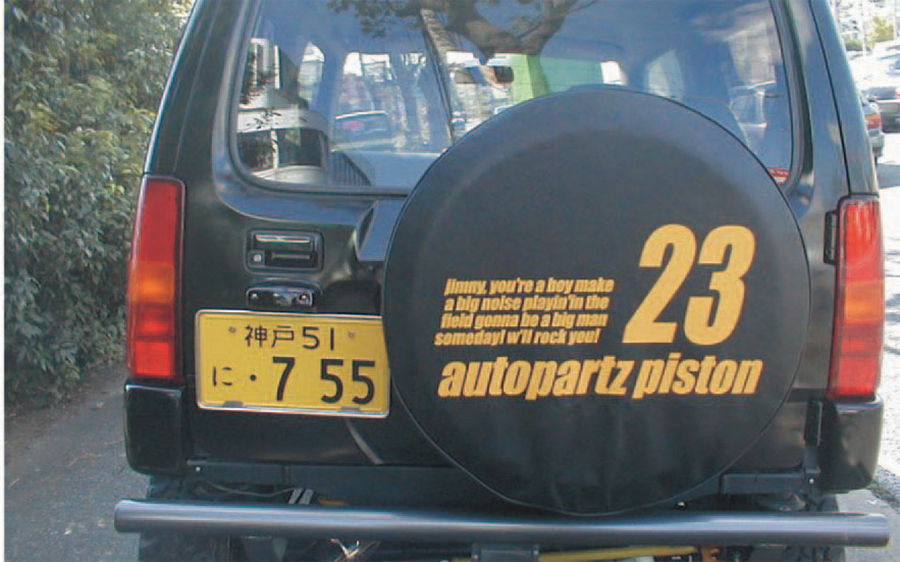 神戸51
に・7 55
jimny, you're a boy make
a big noise playin'in the
field gonna be a big man
someday! w'll rock you!
23
autopartz piston